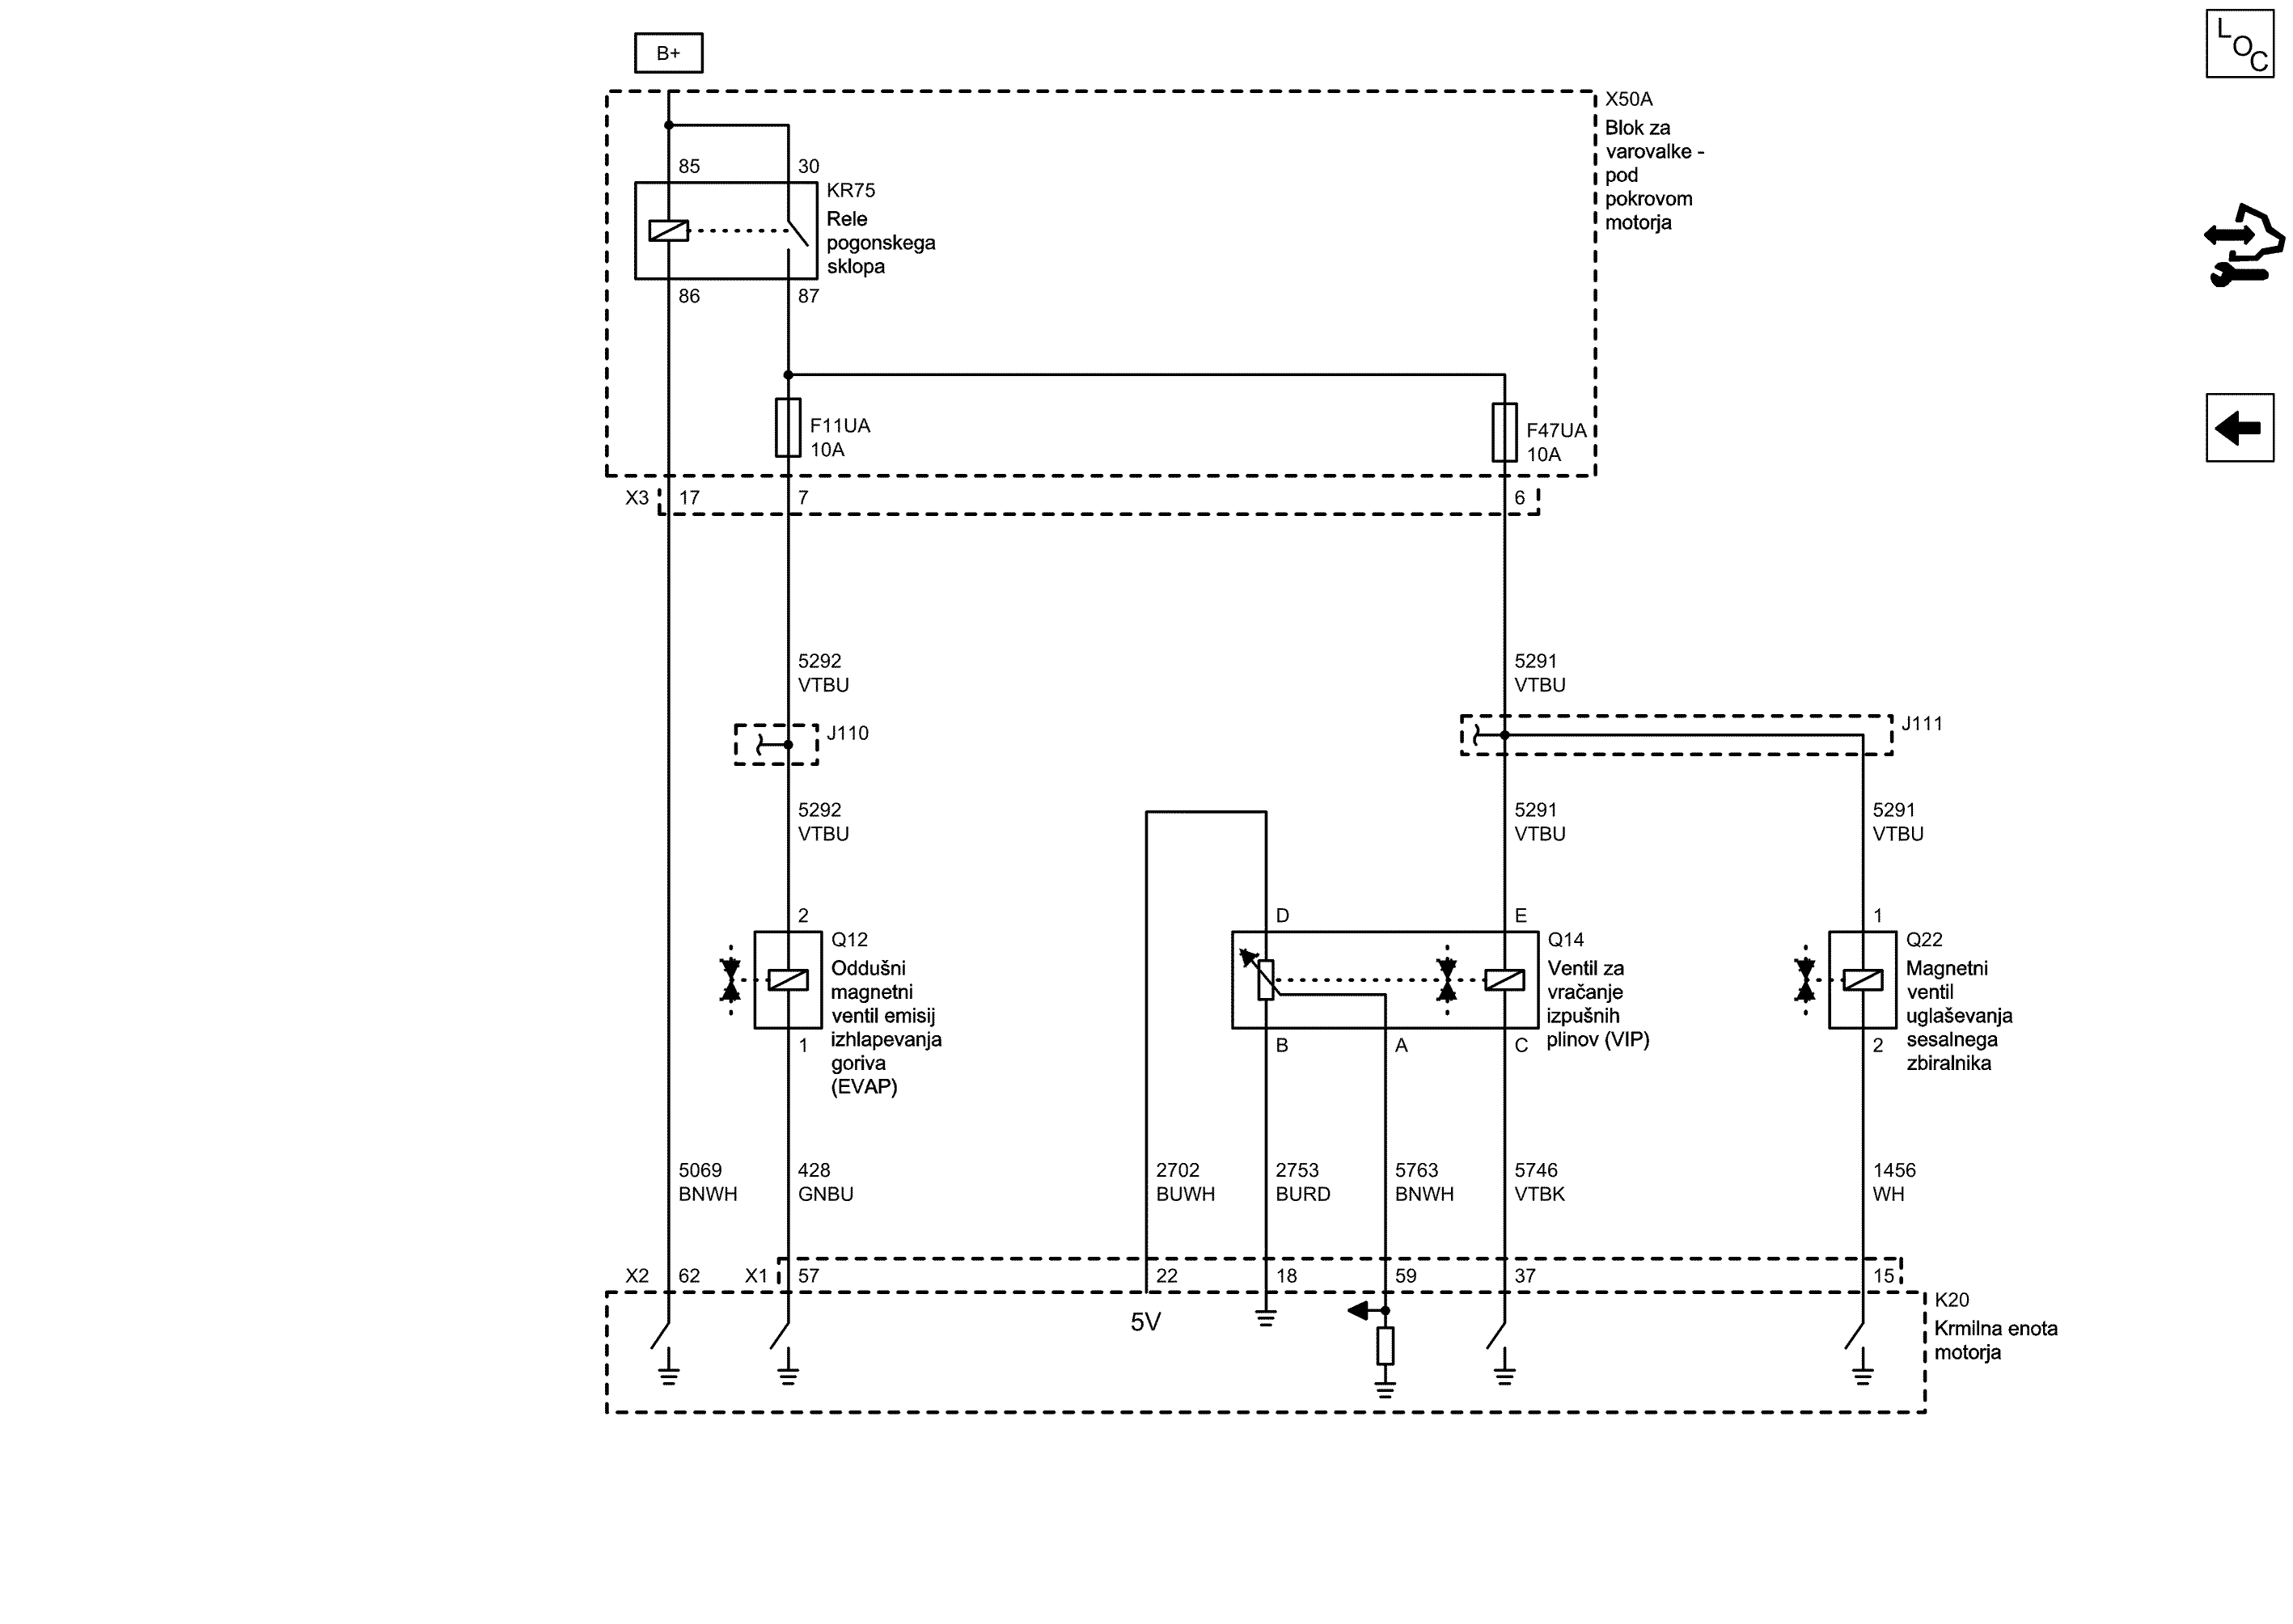 B+
LOC
X50A
Blok za
varovalke -
pod
pokrovom
motorja
85
30
KR75
Rele
pogonskega
sklopa
86
87
F11UA
10A
F47UA
10A
X3
17
7
6
5292
VTBU
5291
VTBU
J110
J111
5292
VTBU
5291
VTBU
5291
VTBU
2
D
E
1
Q12
Oddušni
magnetni
ventil emisij
izhlapevanja
goriva
(EVAP)
Q14
Ventil za
vračanje
izpušnih
plinov (VIP)
Q22
Magnetni
ventil
uglaševanja
sesalnega
zbiralnika
1
B
A
C
2
5069
BNWH
428
GNBU
2702
BUWH
2753
BURD
5763
BNWH
5746
VTBK
1456
WH
X2
62
X1
57
22
18
59
37
15
5V
K20
Krmilna enota
motorja